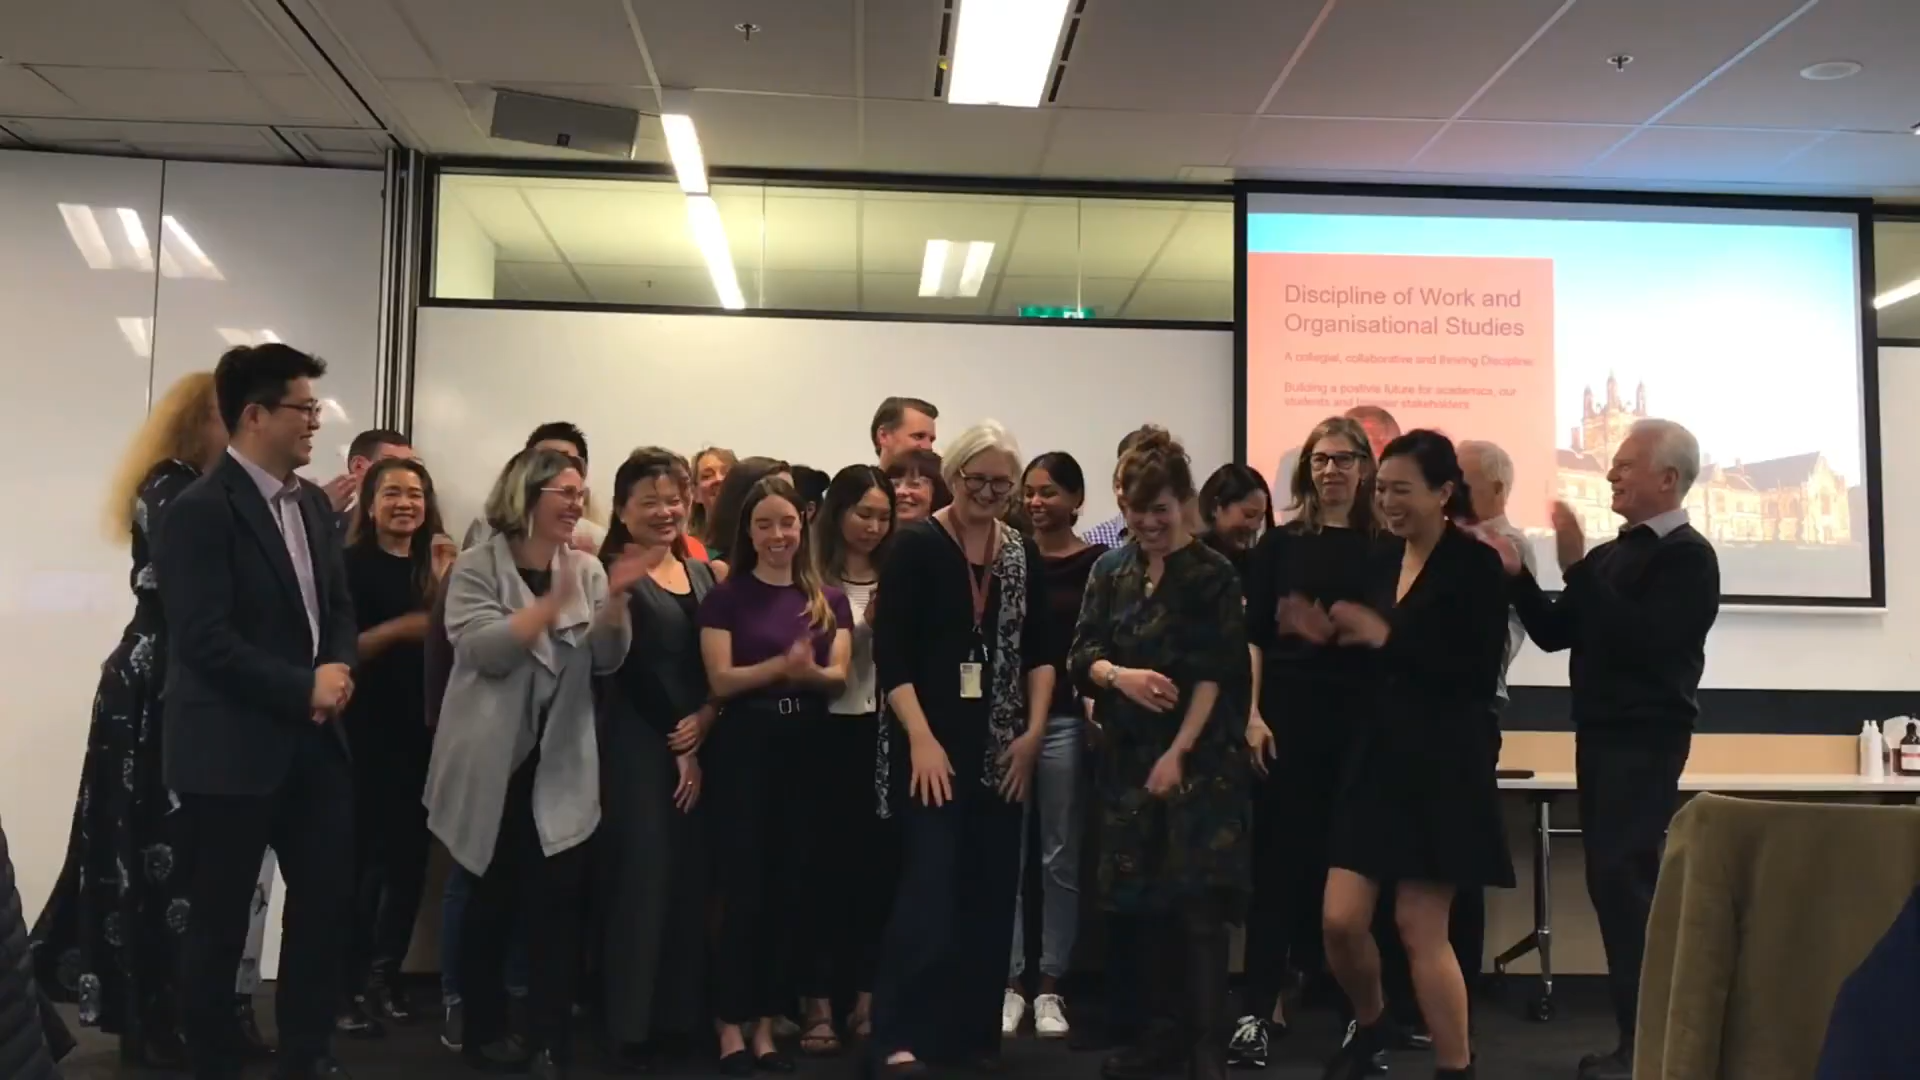 Discipline of Work and
Organisational Studies
A collegial, collaborative and thriving Discipline
Building a positive future for academics, our
students and broader stakeholders